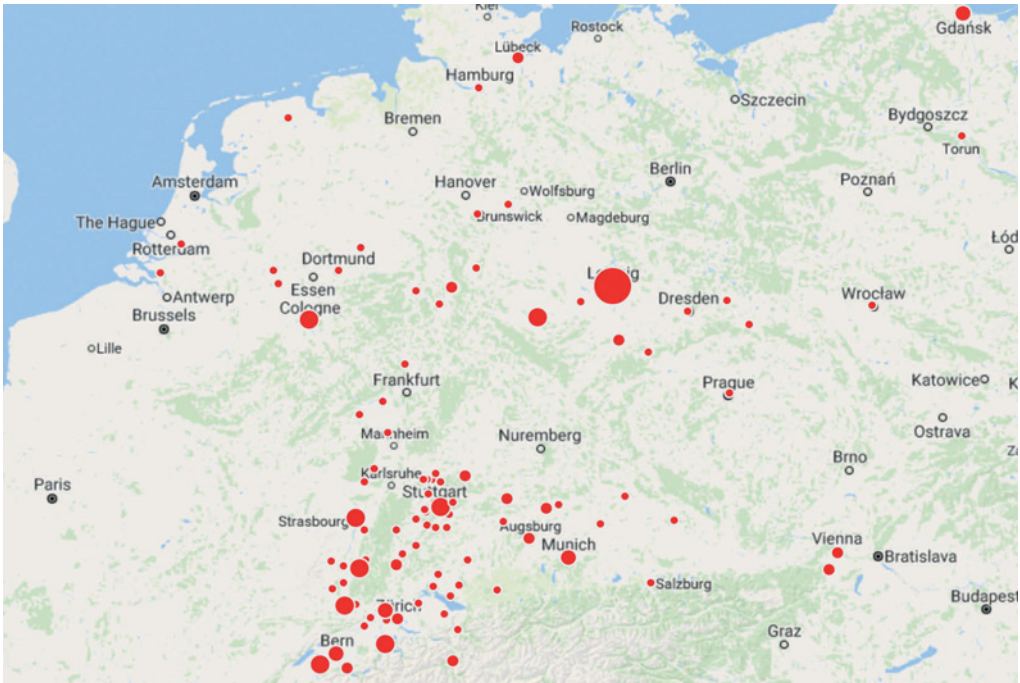 Kiel
Rostock
Gdańsk
Lübeck
Hamburg
Szczecin
Bremen
Bydgoszcz
Torun
Berlin
Amsterdam
Hanover
Wolfsburg
Poznań
The Hague
Brunswick
Magdeburg
Rotterdam
Dortmund
Essen
Antwerp
Cologne
Dresden
Wrocław
Brussels
Lille
Frankfurt
Prague
Katowice
Ostrava
Nuremberg
Brno
Karlsruhe
Paris
Stuttgart
Strasbourg
Augsburg
Munich
Vienna
Bratislava
Salzburg
Budapest
Zürich
Graz
Bern